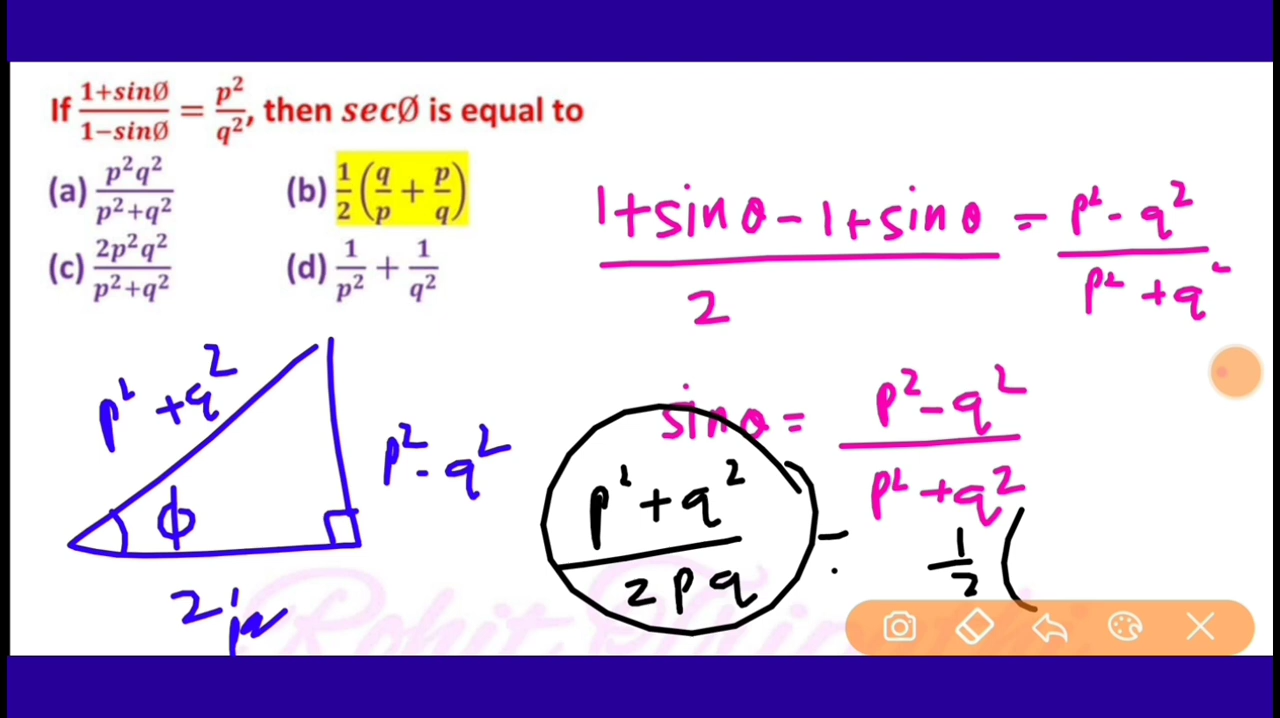 If (1+sinØ)/(1−sinØ) = p²/q², then secØ is equal to
(a) p²q²/(p²+q²) (b) 1/2 (q/p + p/q)
(c) 2p²q²/(p²+q²) (d) 1/p² + 1/q²
(1+sinθ−1+sinθ)/2 = (p²-q²)/(p²+q²)
sinθ = (p²-q²)/(p²+q²)
p²+q²
p²-q²
ϕ
2pq
(p²+q²)/(2pq) = 1/2 (